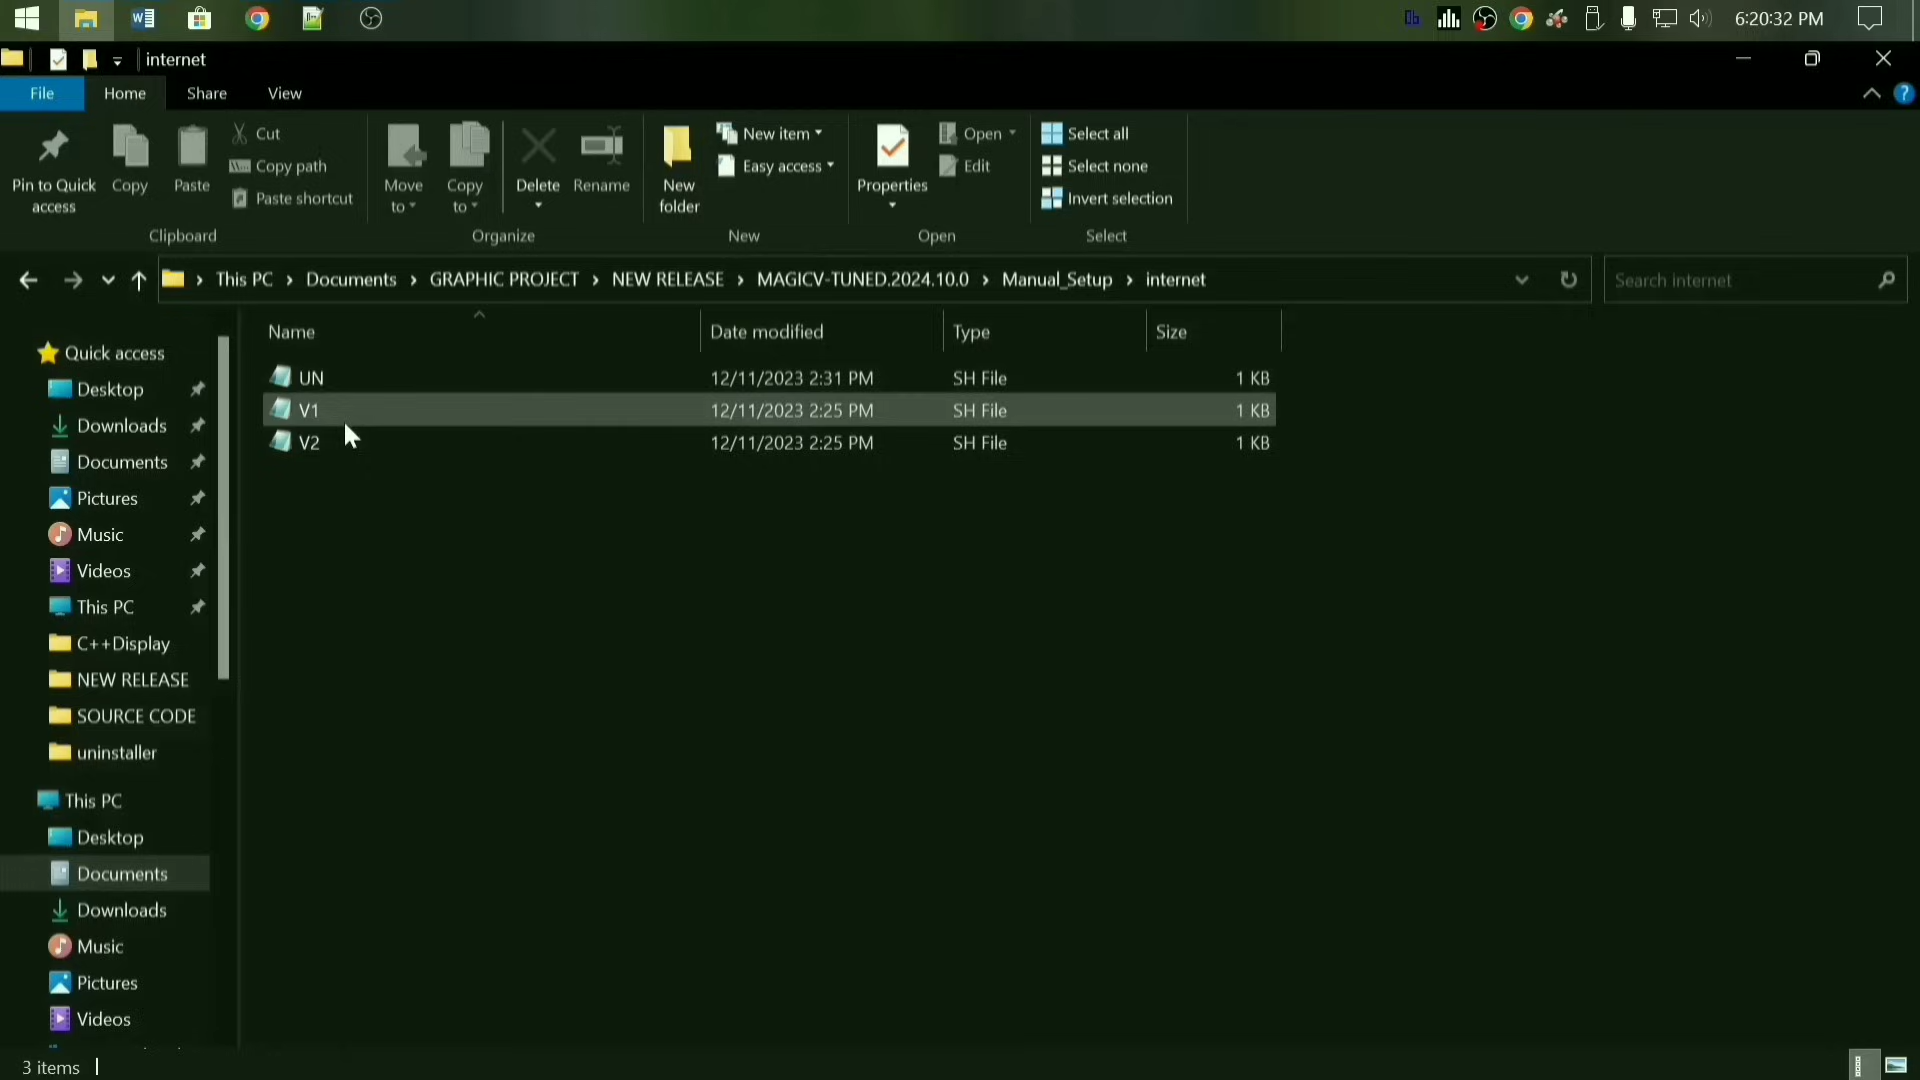 6:20:32 PM
internet
File Home Share View
Pin to Quick access
Copy
Paste
Cut
Copy path
Paste shortcut
Clipboard
Move to
Copy to
Delete
Rename
Organize
New folder
New item
Easy access
New
Properties
Open
Edit
Open
Select all
Select none
Invert selection
Select
This PC › Documents › GRAPHIC PROJECT › NEW RELEASE › MAGICV-TUNED.2024.10.0 › Manual_Setup › internet
Search internet
Name Date modified Type Size
UN 12/11/2023 2:31 PM SH File 1 KB
V1 12/11/2023 2:25 PM SH File 1 KB
V2 12/11/2023 2:25 PM SH File 1 KB
Quick access
Desktop
Downloads
Documents
Pictures
Music
Videos
This PC
C++Display
NEW RELEASE
SOURCE CODE
uninstaller
This PC
Desktop
Documents
Downloads
Music
Pictures
Videos
3 items